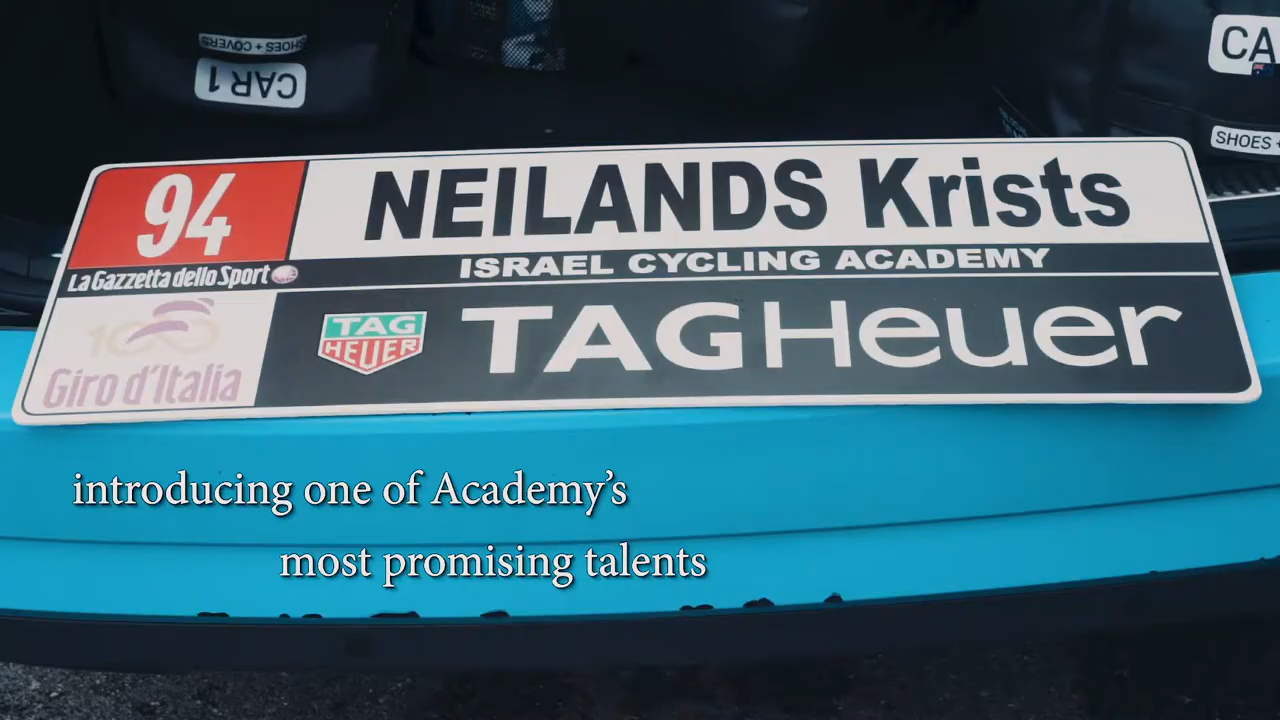 SHOES + COVERS
CAR 1
CA
SHOES +
94
NEILANDS Krists
La Gazzetta dello Sport
ISRAEL CYCLING ACADEMY
100
Giro d'Italia
TAG
HEUER
TAGHeuer
introducing one of Academy's
most promising talents